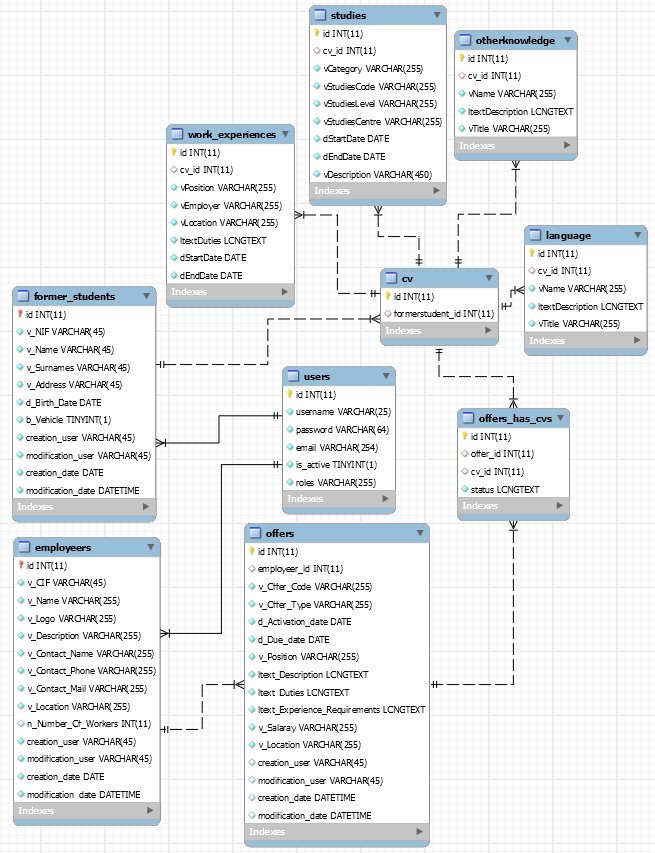 studies
id INT(11)
cv_id INT(11)
vCategory VARCHAR(255)
vStudiesCode VARCHAR(255)
vStudiesLevel VARCHAR(255)
vStudiesCentre VARCHAR(255)
dStartDate DATE
dEndDate DATE
vDescription VARCHAR(450)
Indexes
otherknowledge
id INT(11)
cv_id INT(11)
vName VARCHAR(255)
ltextDescription LONGTEXT
vTitle VARCHAR(255)
Indexes
work_experiences
id INT(11)
cv_id INT(11)
vPosition VARCHAR(255)
vEmployer VARCHAR(255)
vLocation VARCHAR(255)
ltextDuties LONGTEXT
dStartDate DATE
dEndDate DATE
Indexes
language
id INT(11)
cv_id INT(11)
vName VARCHAR(255)
ltextDescription LONGTEXT
vTitle VARCHAR(255)
Indexes
cv
id INT(11)
formerstudent_id INT(11)
Indexes
former_students
id INT(11)
v_NIF VARCHAR(45)
v_Name VARCHAR(45)
v_Surnames VARCHAR(45)
v_Address VARCHAR(45)
d_Birth_Date DATE
b_Vehicle TINYINT(1)
creation_user VARCHAR(45)
modification_user VARCHAR(45)
creation_date DATE
modification_date DATETIME
Indexes
users
id INT(11)
username VARCHAR(25)
password VARCHAR(64)
email VARCHAR(254)
is_active TINYINT(1)
roles VARCHAR(255)
Indexes
offers_has_cvs
id INT(11)
offer_id INT(11)
cv_id INT(11)
status LONGTEXT
Indexes
employeers
id INT(11)
v_CIF VARCHAR(45)
v_Name VARCHAR(255)
v_Logo VARCHAR(255)
v_Description VARCHAR(255)
v_Contact_Name VARCHAR(255)
v_Contact_Phone VARCHAR(255)
v_Contact_Mail VARCHAR(255)
v_Location VARCHAR(255)
n_Number_Of_Workers INT(11)
creation_user VARCHAR(45)
modification_user VARCHAR(45)
creation_date DATE
modification_date DATETIME
Indexes
offers
id INT(11)
employeer_id INT(11)
v_Offer_Code VARCHAR(255)
v_Offer_Type VARCHAR(255)
d_Activation_date DATE
d_Due_date DATE
v_Position VARCHAR(255)
ltext_Description LONGTEXT
ltext_Duties LONGTEXT
ltext_Experience_Requirements LONGTEXT
v_Salaray VARCHAR(255)
v_Location VARCHAR(255)
creation_user VARCHAR(45)
modification_user VARCHAR(45)
creation_date DATETIME
modification_date DATETIME
Indexes